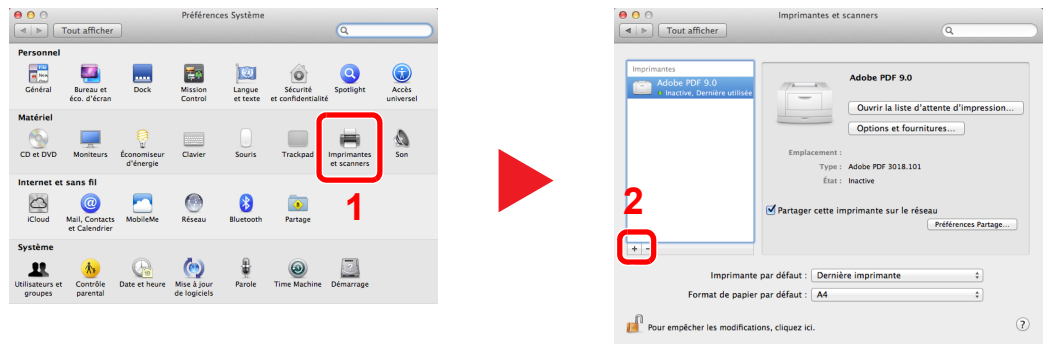 Préférences Système
Tout afficher
Personnel
Général
Bureau et
éco. d'écran
Dock
Mission
Control
Langue
et texte
Sécurité
et confidentialité
Spotlight
Accès
universel
Matériel
CD et DVD
Moniteurs
Économiseur
d'énergie
Clavier
Souris
Trackpad
Imprimantes
et scanners
Son
1
Internet et sans fil
iCloud
Mail, Contacts
et Calendrier
MobileMe
Réseau
Bluetooth
Partage
Système
Utilisateurs et
groupes
Contrôle
parental
Date et heure
Mise à jour
de logiciels
Parole
Time Machine
Démarrage
Imprimantes et scanners
Tout afficher
Imprimantes
Adobe PDF 9.0
Inactive, Dernière utilisée
2
+ -
Adobe PDF 9.0
Ouvrir la liste d'attente d'impression...
Options et fournitures...
Emplacement :
Type : Adobe PDF 3018.101
État : Inactive
Partager cette imprimante sur le réseau
Préférences Partage...
Imprimante par défaut : Dernière imprimante
Format de papier par défaut : A4
Pour empêcher les modifications, cliquez ici.
?